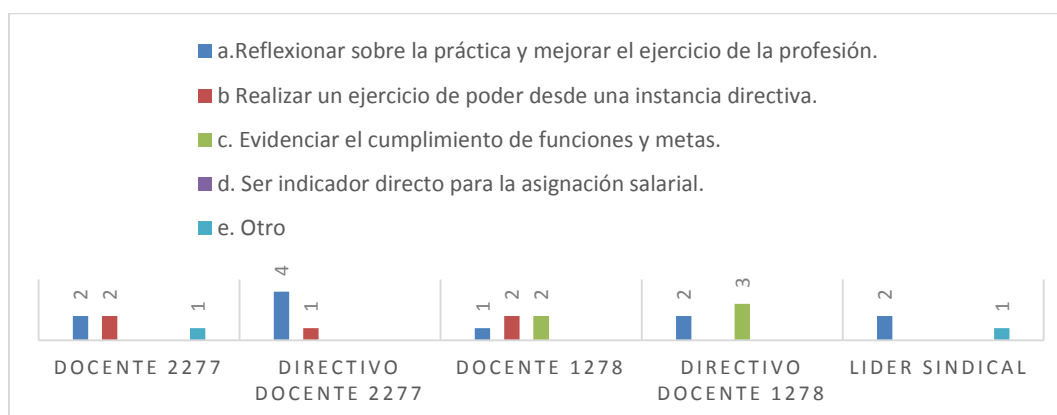 a.Reflexionar sobre la práctica y mejorar el ejercicio de la profesión.
b Realizar un ejercicio de poder desde una instancia directiva.
c. Evidenciar el cumplimiento de funciones y metas.
d. Ser indicador directo para la asignación salarial.
e. Otro
2 2 1 4 1 1 2 2 2 3 2 1
DOCENTE 2277 DIRECTIVO DOCENTE 1278 DIRECTIVO LIDER SINDICAL
DOCENTE 2277 DOCENTE 1278